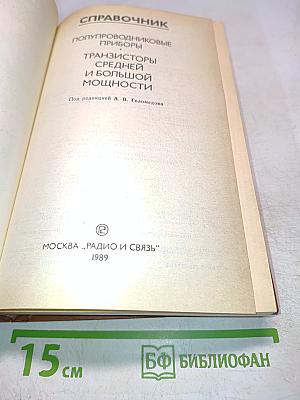 СПРАВОЧНИК
ПОЛУПРОВОДНИКОВЫЕ
ПРИБОРЫ
ТРАНЗИСТОРЫ
СРЕДНЕЙ
И БОЛЬШОЙ
МОЩНОСТИ
Под редакцией А. В. Голомедова
МОСКВА „РАДИО И СВЯЗЬ"
1989
15 см
БФ БИБЛИОФАН